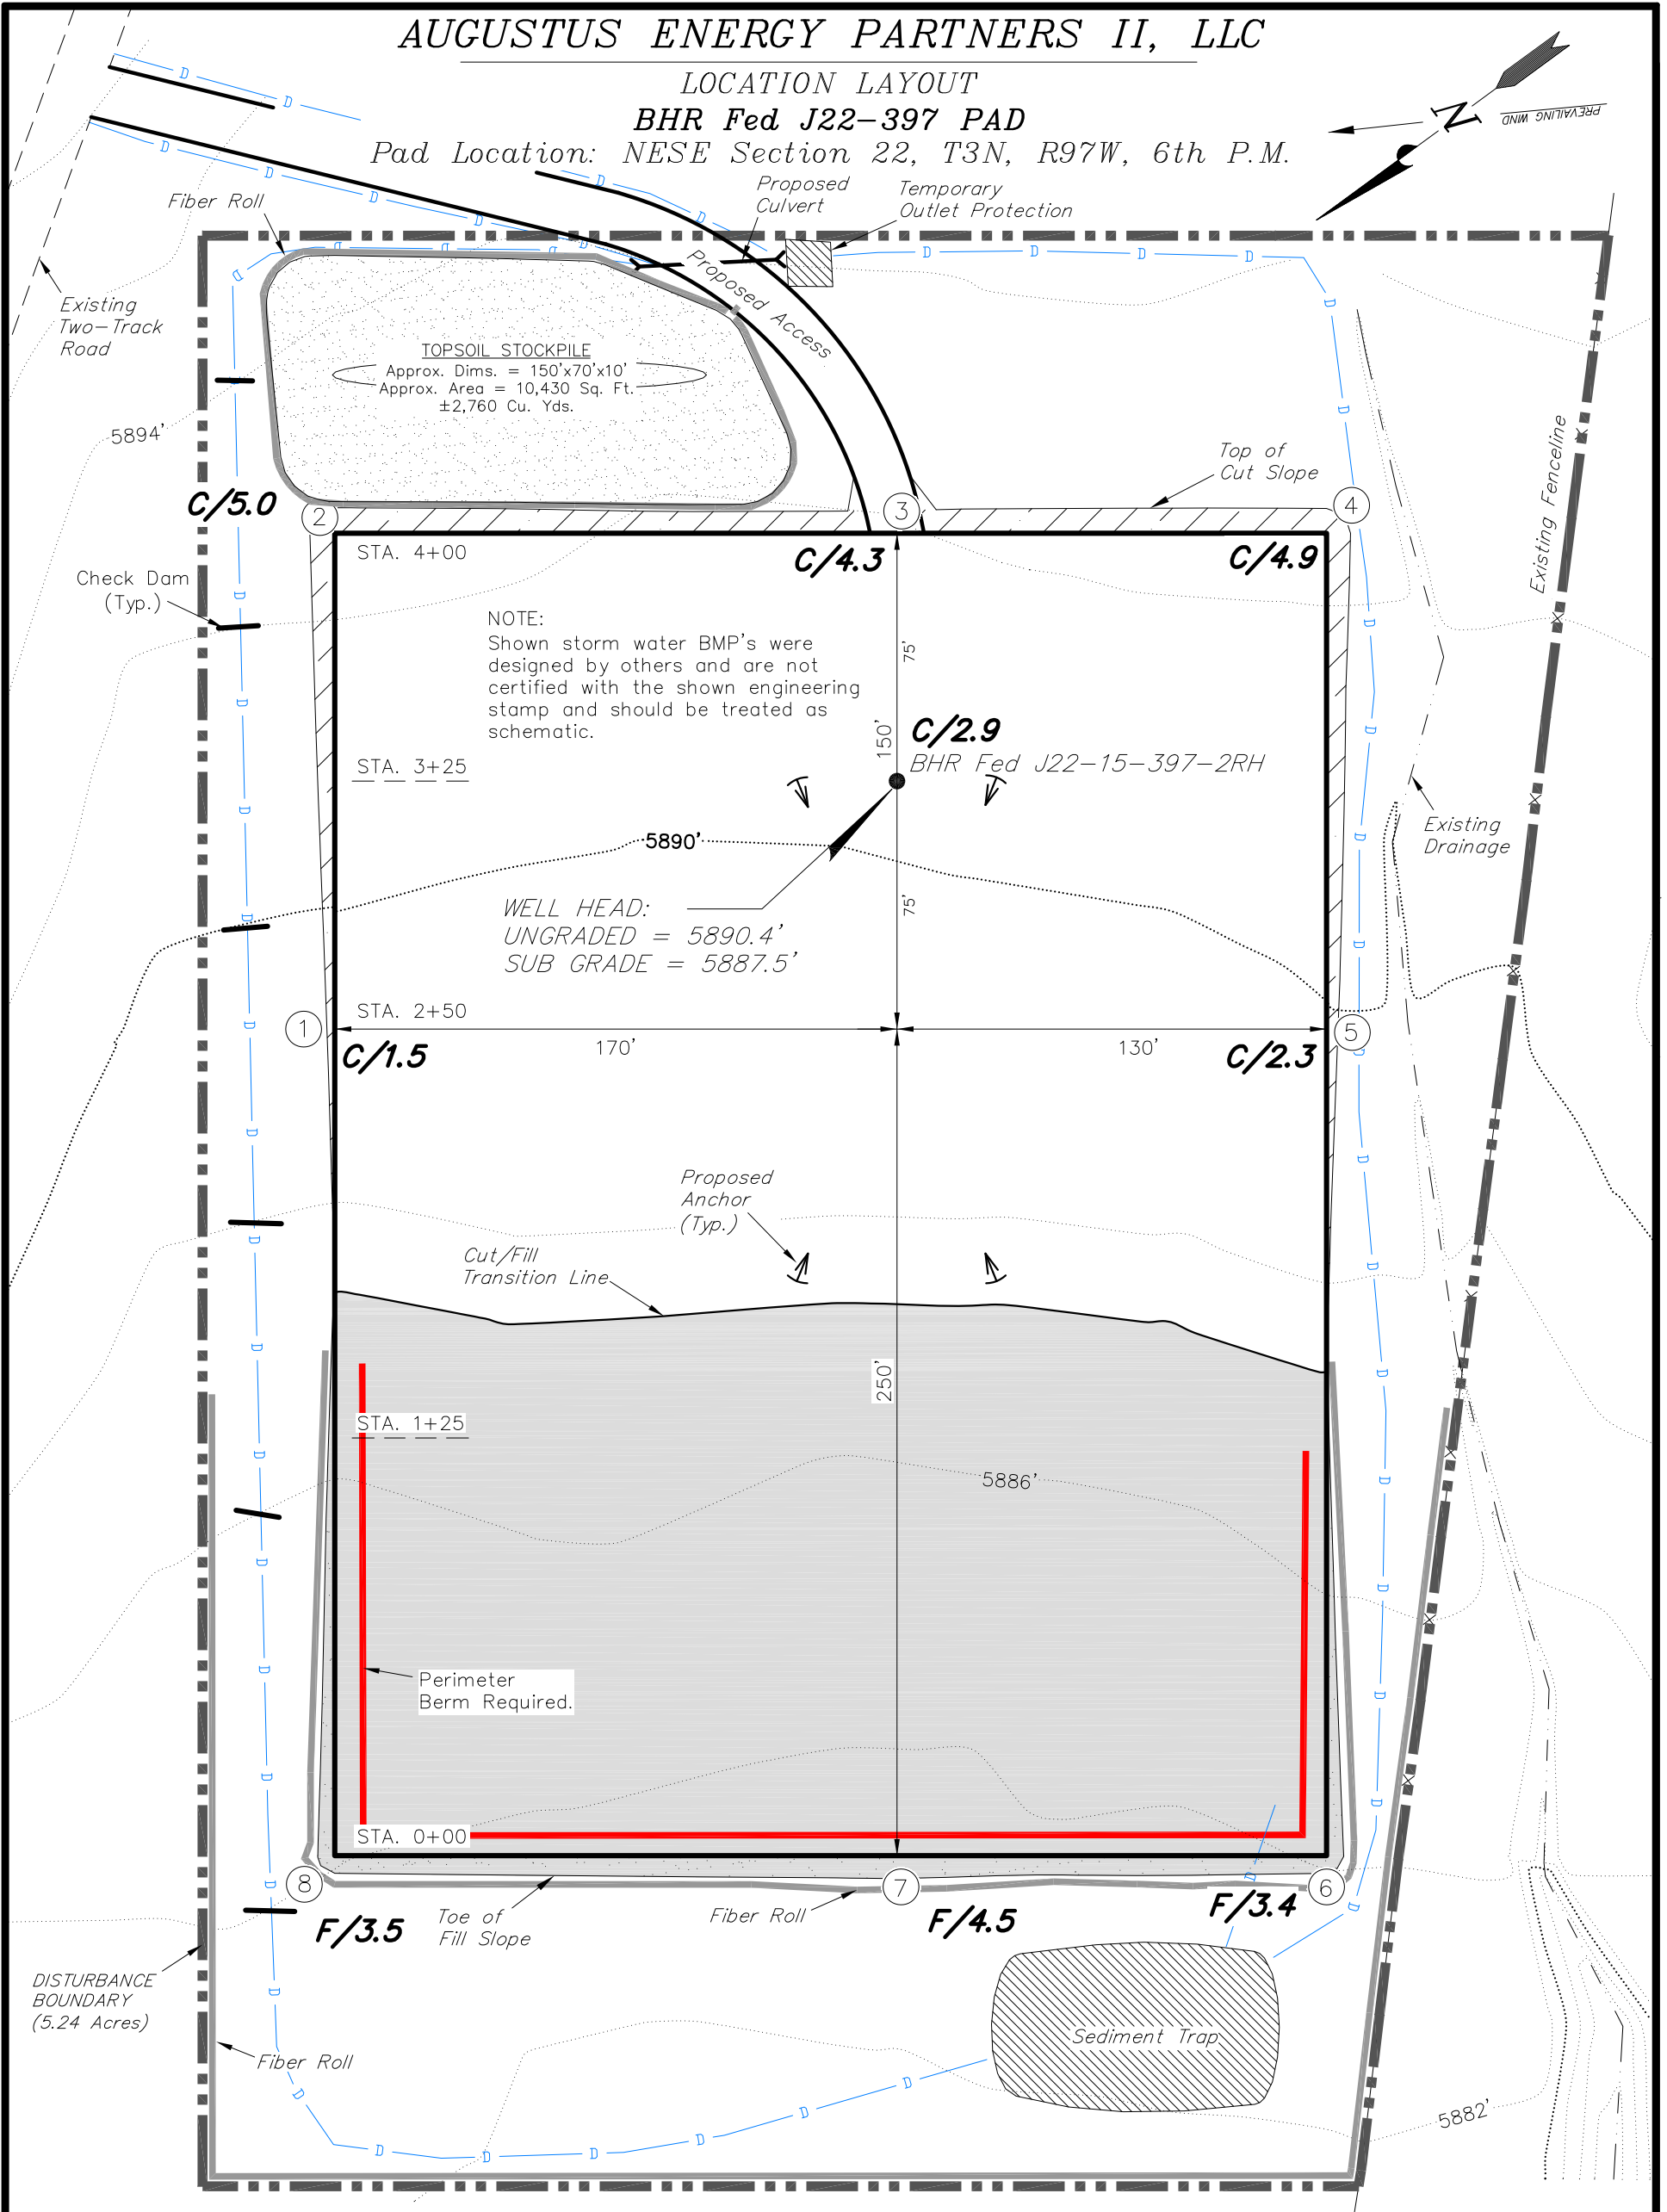 AUGUSTUS ENERGY PARTNERS II, LLC
LOCATION LAYOUT
BHR Fed J22-397 PAD
Pad Location: NESE Section 22, T3N, R97W, 6th P.M.
N
PREVAILING WIND
Fiber Roll
Proposed
Culvert
Temporary
Outlet Protection
Proposed Access
Existing
Two-Track
Road
TOPSOIL STOCKPILE
Approx. Dims. = 150'x70'x10'
Approx. Area = 10,430 Sq. Ft.
±2,760 Cu. Yds.
5894'
Top of
Cut Slope
Existing Fenceline
C/5.0
2
3
4
STA. 4+00
C/4.3
C/4.9
Check Dam
(Typ.)
NOTE:
Shown storm water BMP's were
designed by others and are not
certified with the shown engineering
stamp and should be treated as
schematic.
75'
150'
C/2.9
BHR Fed J22-15-397-2RH
STA. 3+25
5890'
Existing
Drainage
WELL HEAD:
UNGRADED = 5890.4'
SUB GRADE = 5887.5'
75'
STA. 2+50
1
5
C/1.5
170'
130'
C/2.3
Proposed
Anchor
(Typ.)
Cut/Fill
Transition Line
250'
STA. 1+25
5886'
Perimeter
Berm Required.
STA. 0+00
8
7
6
F/3.5
Toe of
Fill Slope
Fiber Roll
F/4.5
F/3.4
DISTURBANCE
BOUNDARY
(5.24 Acres)
Fiber Roll
Sediment Trap
5882'
D D D D D D D D D D D D D D D D D D D D D D D D D D D D D D D D D D D D D D D D D D D D D D D D D D